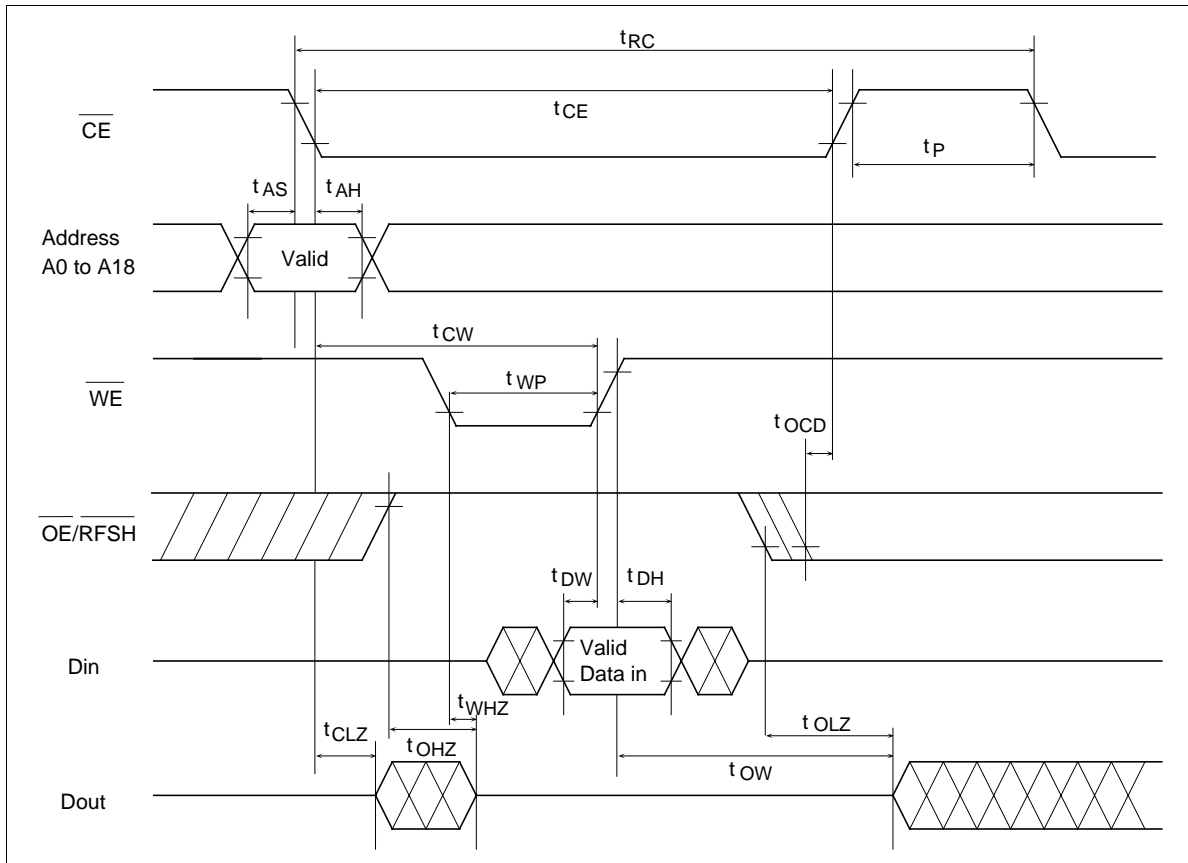 tRC
CE
tCE
tP
tAS
tAH
Address
A0 to A18
Valid
tCW
WE
tWP
tOCD
OE/RFSH
tDW
tDH
Din
Valid
Data in
tWHZ
tCLZ
tOHZ
tOLZ
tOW
Dout